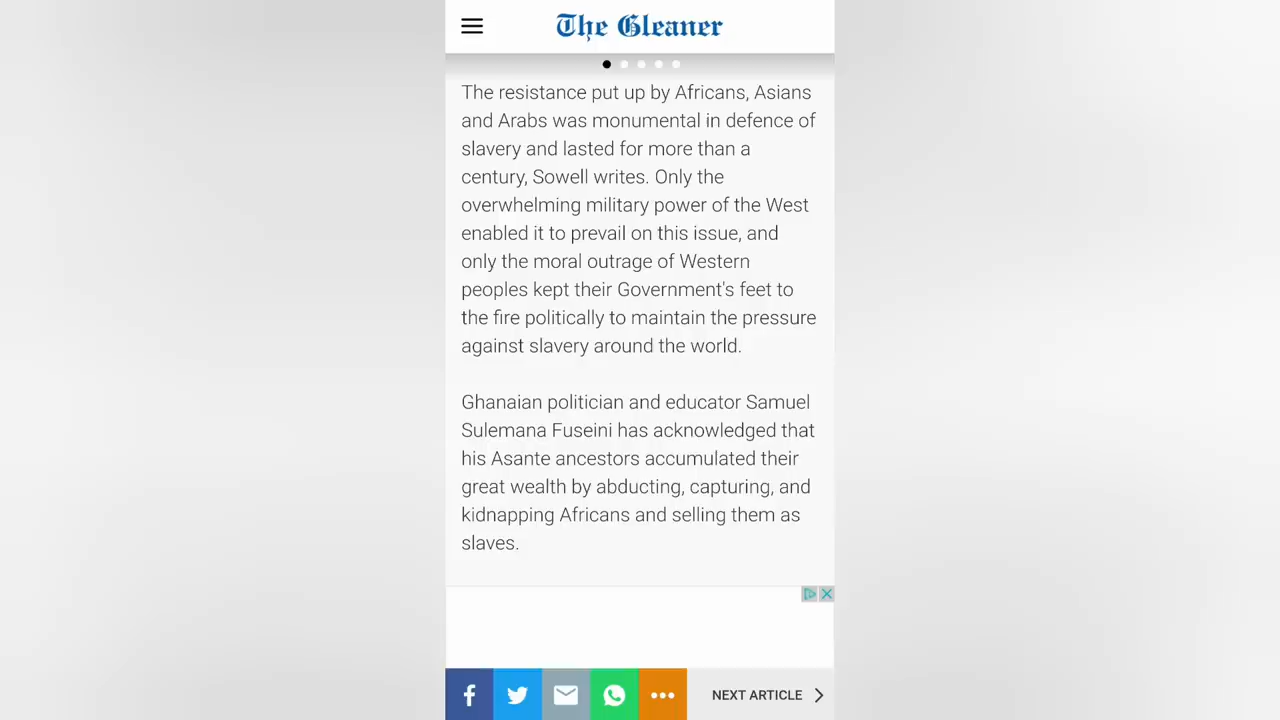 The Gleaner
The resistance put up by Africans, Asians
and Arabs was monumental in defence of
slavery and lasted for more than a
century, Sowell writes. Only the
overwhelming military power of the West
enabled it to prevail on this issue, and
only the moral outrage of Western
peoples kept their Government's feet to
the fire politically to maintain the pressure
against slavery around the world.
Ghanaian politician and educator Samuel
Sulemana Fuseini has acknowledged that
his Asante ancestors accumulated their
great wealth by abducting, capturing, and
kidnapping Africans and selling them as
slaves.
NEXT ARTICLE